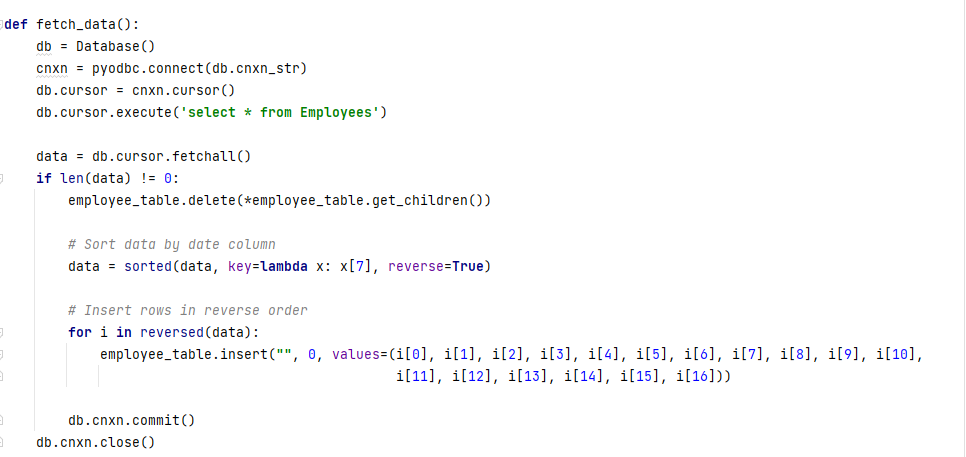 def fetch_data():
    db = Database()
    cnxn = pyodbc.connect(db.cnxn_str)
    db.cursor = cnxn.cursor()
    db.cursor.execute('select * from Employees')

    data = db.cursor.fetchall()
    if len(data) != 0:
        employee_table.delete(*employee_table.get_children())

        # Sort data by date column
        data = sorted(data, key=lambda x: x[7], reverse=True)

        # Insert rows in reverse order
        for i in reversed(data):
            employee_table.insert("", 0, values=(i[0], i[1], i[2], i[3], i[4], i[5], i[6], i[7], i[8], i[9], i[10],
                                                 i[11], i[12], i[13], i[14], i[15], i[16]))

        db.cnxn.commit()
    db.cnxn.close()